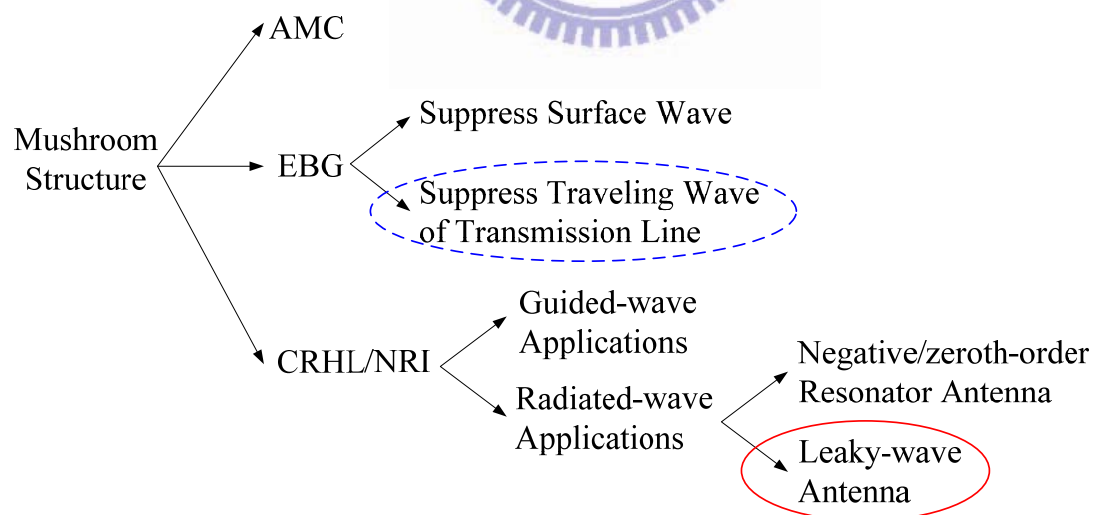 AMC
Mushroom
Structure
EBG
Suppress Surface Wave
Suppress Traveling Wave
of Transmission Line
CRHL/NRI
Guided-wave
Applications
Radiated-wave
Applications
Negative/zeroth-order
Resonator Antenna
Leaky-wave
Antenna